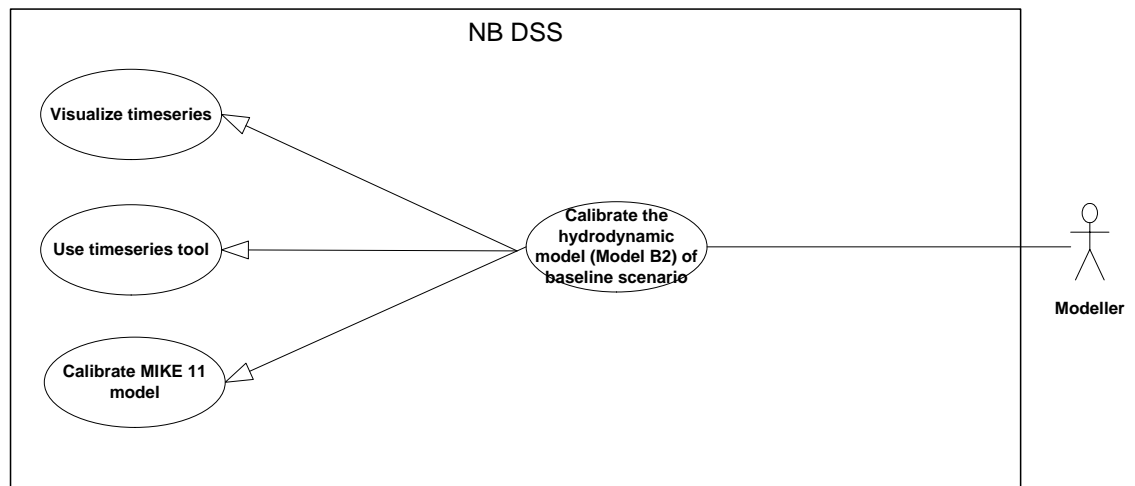 NB DSS
Visualize timeseries
Use timeseries tool
Calibrate MIKE 11
model
Calibrate the
hydrodynamic
model (Model B2) of
baseline scenario
Modeller